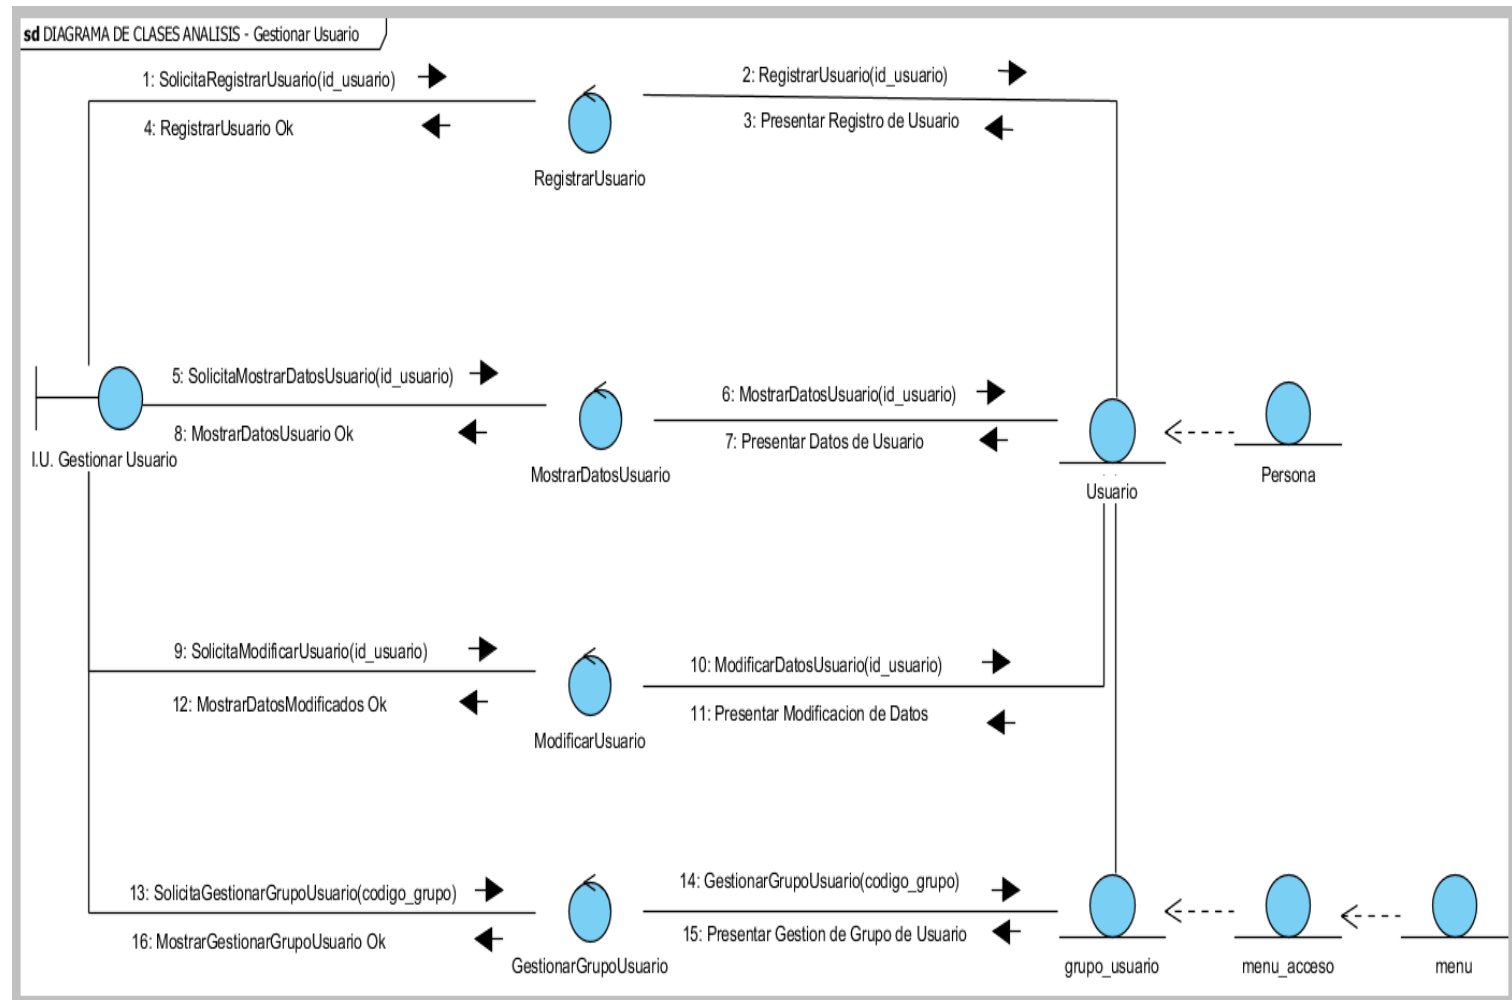 sd DIAGRAMA DE CLASES ANALISIS - Gestionar Usuario
1: SolicitaRegistrarUsuario(id_usuario)
2: RegistrarUsuario(id_usuario)
4: RegistrarUsuario Ok
3: Presentar Registro de Usuario
RegistrarUsuario
5: SolicitaMostrarDatosUsuario(id_usuario)
6: MostrarDatosUsuario(id_usuario)
8: MostrarDatosUsuario Ok
7: Presentar Datos de Usuario
I.U. Gestionar Usuario
MostrarDatosUsuario
Usuario
Persona
9: SolicitaModificarUsuario(id_usuario)
10: ModificarDatosUsuario(id_usuario)
12: MostrarDatosModificados Ok
11: Presentar Modificacion de Datos
ModificarUsuario
13: SolicitaGestionarGrupoUsuario(codigo_grupo)
14: GestionarGrupoUsuario(codigo_grupo)
16: MostrarGestionarGrupoUsuario Ok
15: Presentar Gestion de Grupo de Usuario
GestionarGrupoUsuario
grupo_usuario
menu_acceso
menu